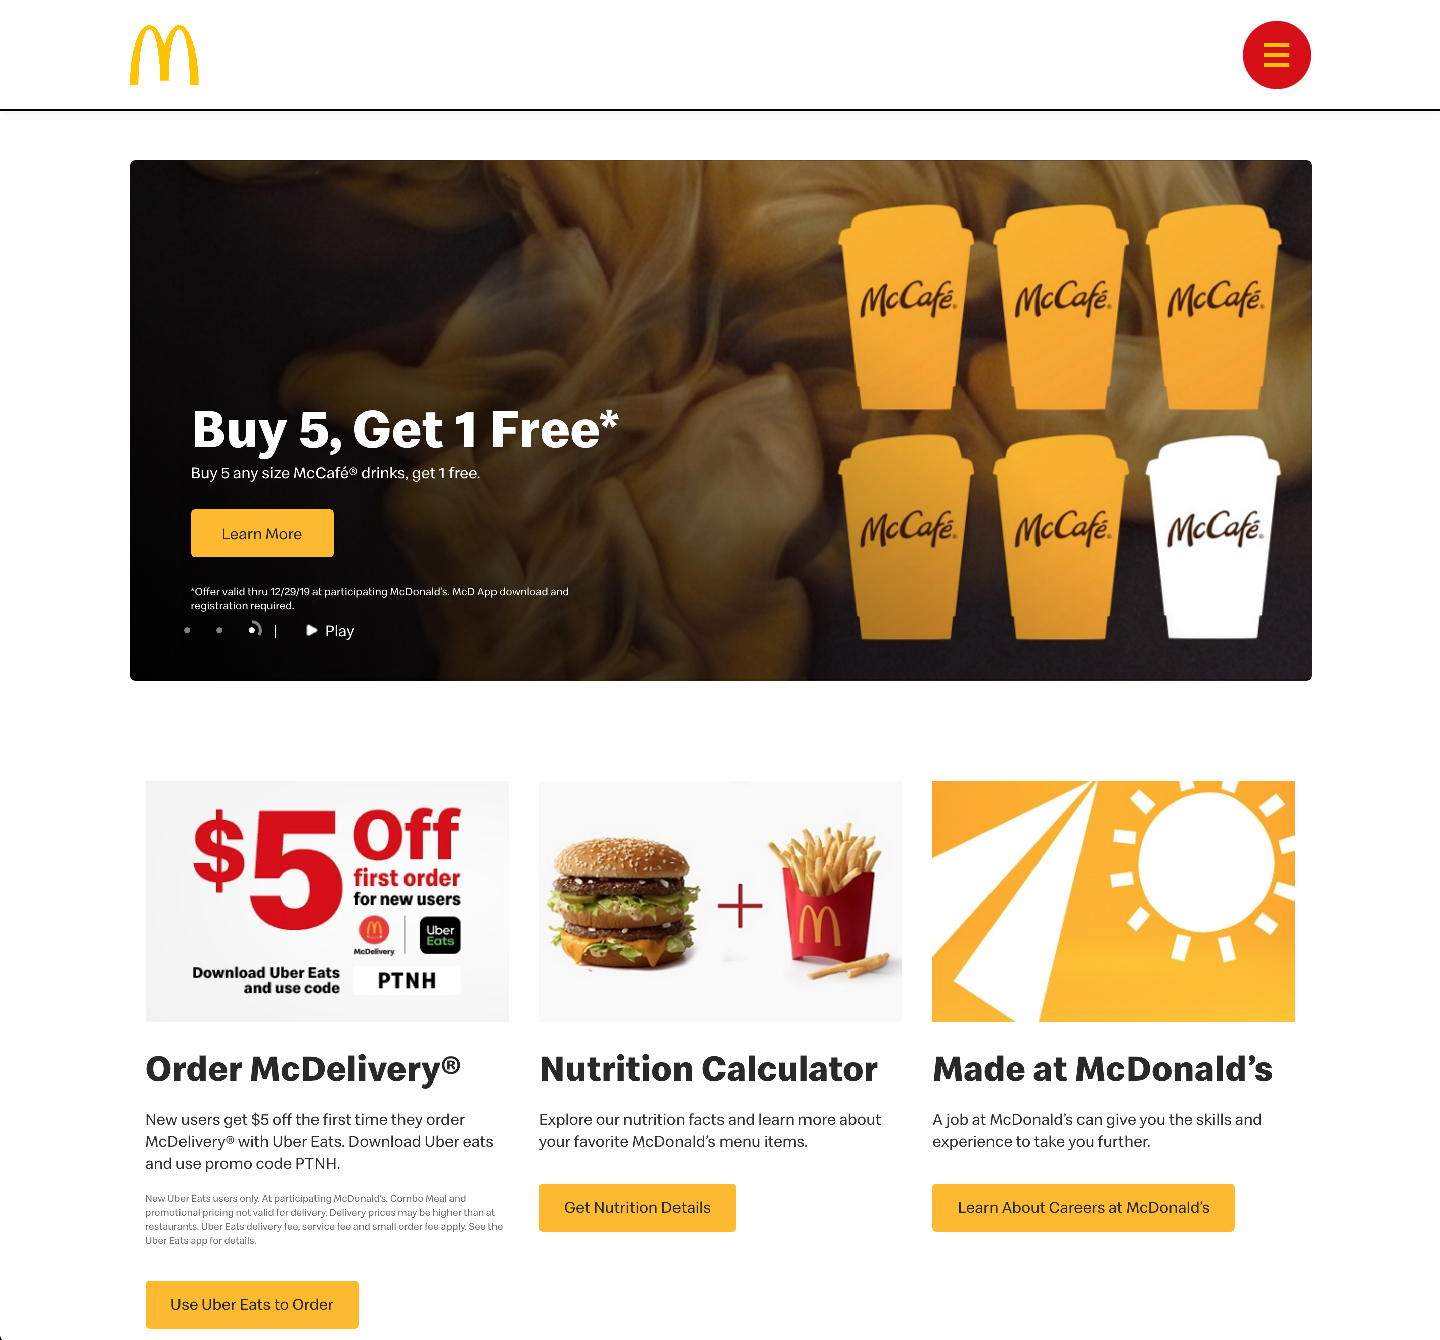 McCafé® McCafé® McCafé®
Buy 5, Get 1 Free*
Buy 5 any size McCafé® drinks, get 1 free.
McCafé® McCafé® McCafé®
Learn More
*Offer valid thru 12/29/19 at participating McDonald's. McD App download and
registration required.
| Play
$5 Off
first order
for new users
McDelivery
Uber
Eats
Download Uber Eats
and use code
PTNH
Order McDelivery®
New users get $5 off the first time they order
McDelivery® with Uber Eats. Download Uber eats
and use promo code PTNH.
New Uber Eats users only. At participating McDonald's. Combo Meal and
promotional pricing not valid for delivery. Delivery prices may be higher than at
restaurants. Uber Eats delivery fee, service fee and small order fee apply. See the
Uber Eats app for details.
Use Uber Eats to Order
Nutrition Calculator
Explore our nutrition facts and learn more about
your favorite McDonald's menu items.
Get Nutrition Details
Made at McDonald's
A job at McDonald's can give you the skills and
experience to take you further.
Learn About Careers at McDonald's